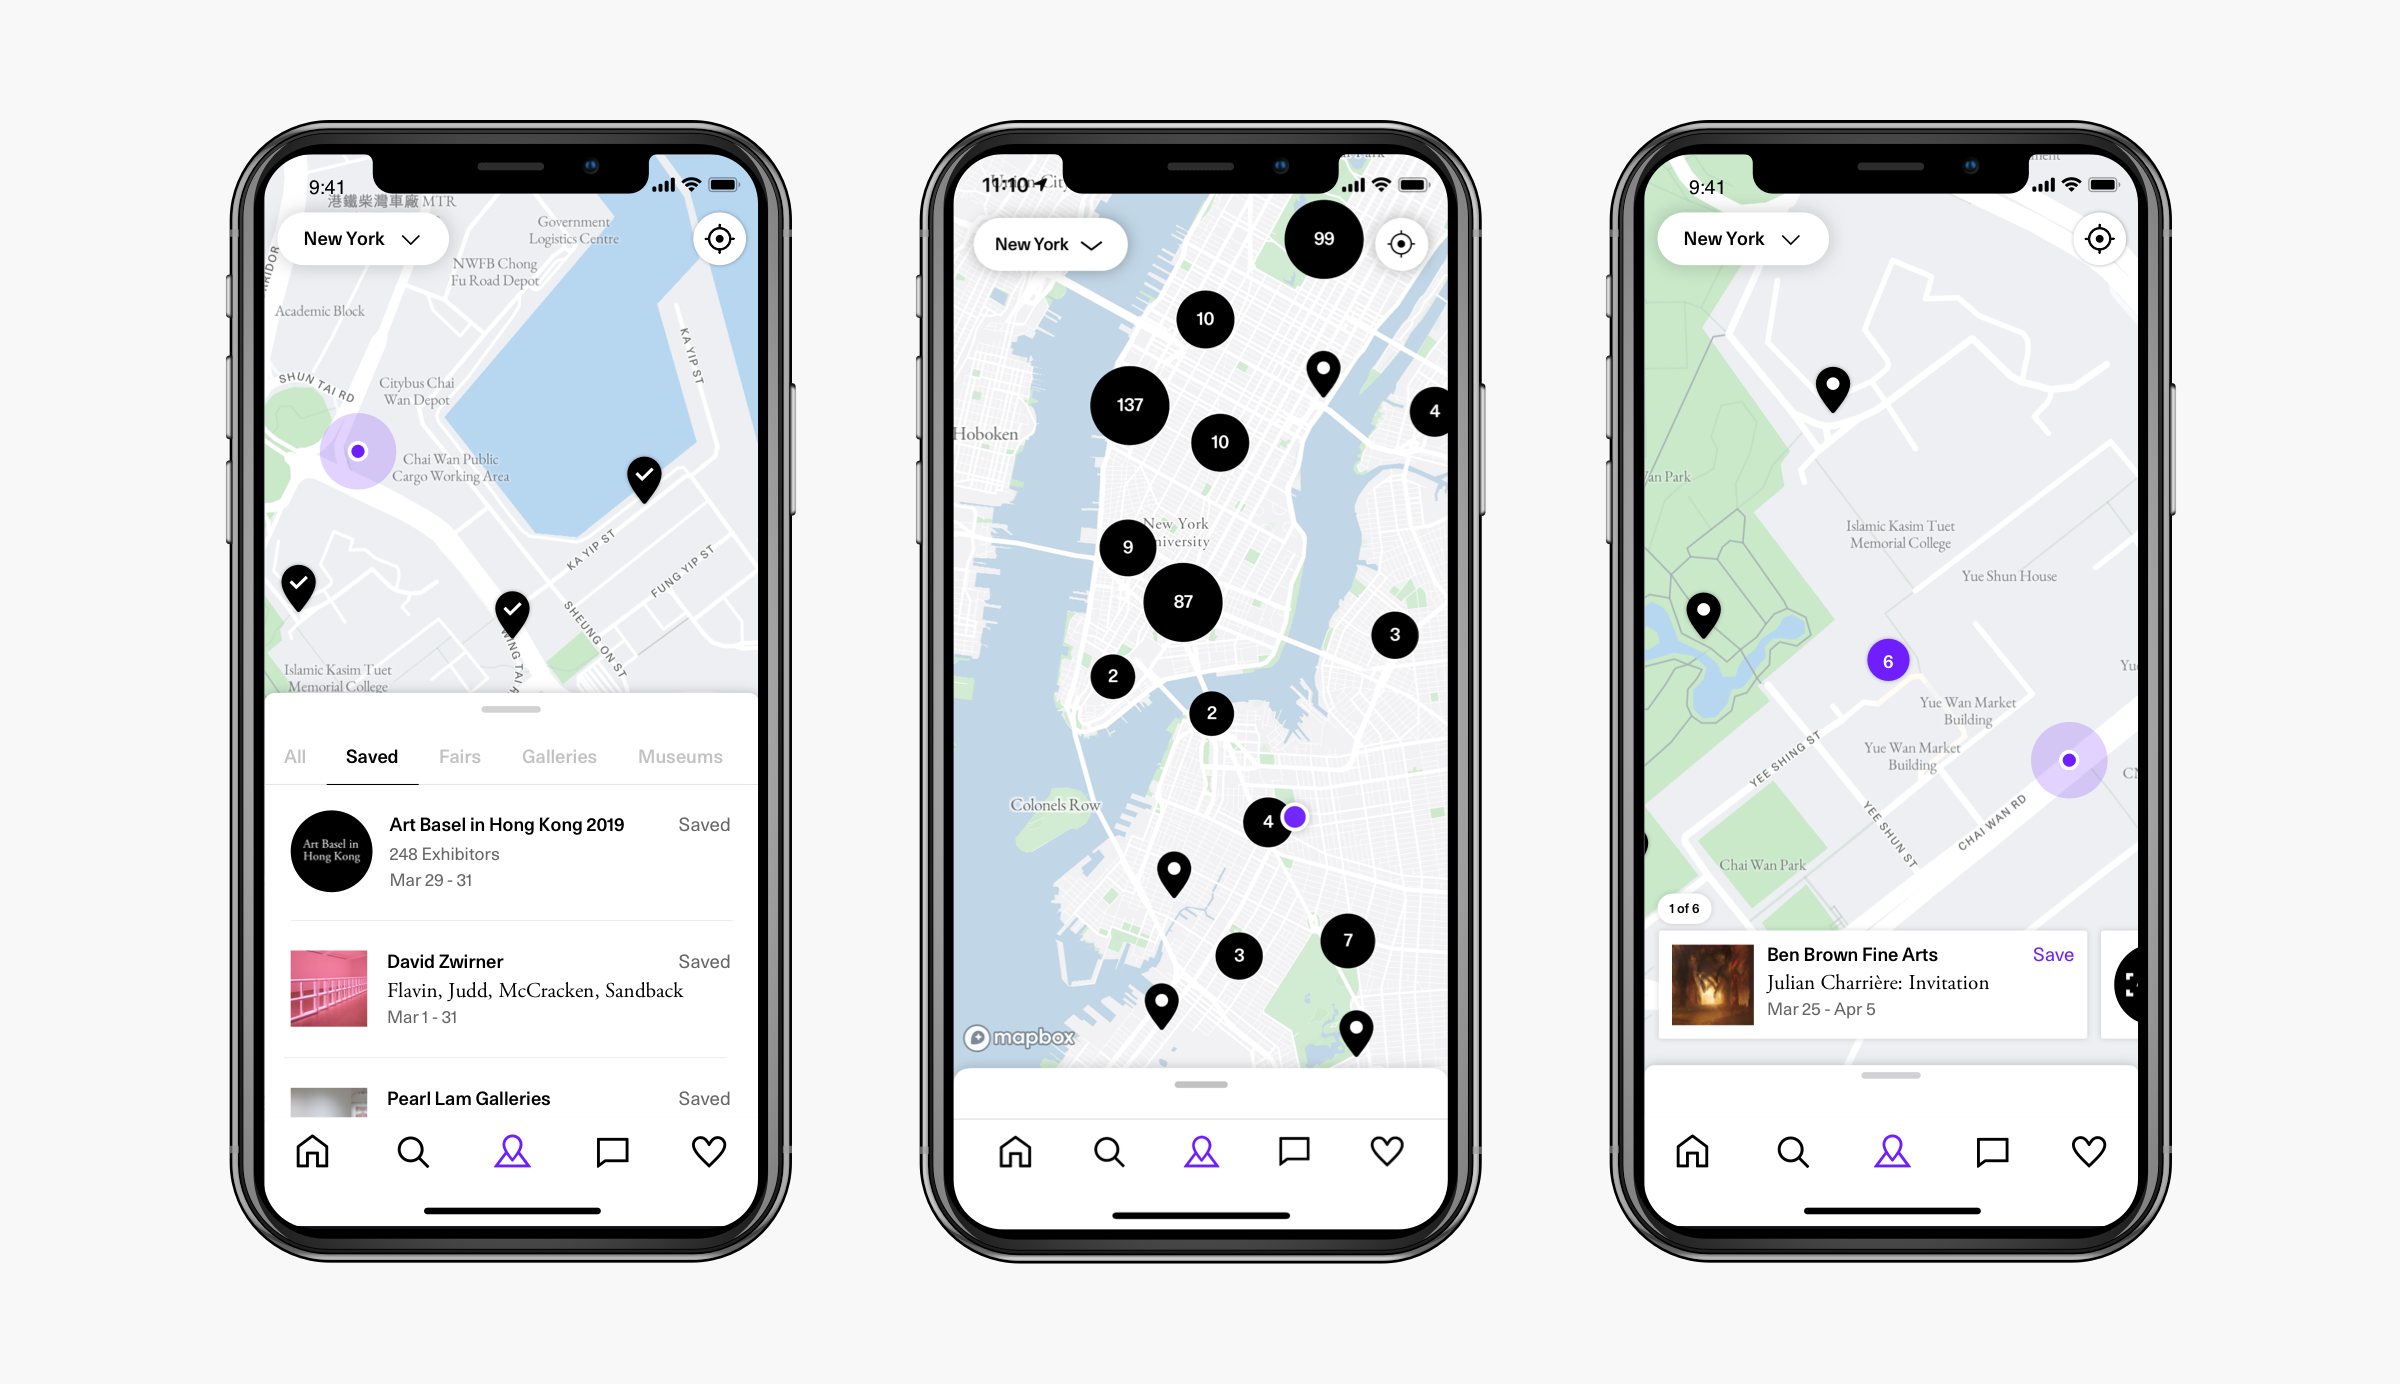 9:41
港鐵柴灣車廠 MTR
New York
Government
Logistics Centre
NWFB Chong
Fu Road Depot
Academic Block
KA YIP ST
SHUN TAI RD
Citybus Chai
Wan Depot
Chai Wan Public
Cargo Working Area
KA YIP ST
FUNG YIP ST
SHEUNG ON ST
WING TAI R
Islamic Kasim Tuet
Memorial College
All
Saved
Fairs
Galleries
Museums
Art Basel in
Hong Kong
Art Basel in Hong Kong 2019
Saved
248 Exhibitors
Mar 29 - 31
David Zwirner
Saved
Flavin, Judd, McCracken, Sandback
Mar 1 - 31
Pearl Lam Galleries
Saved
11:10
Union City
New York
99
10
137
10
4
Hoboken
New York
niversity
9
87
3
2
2
Colonels Row
4
7
3
mapbox
9:41
New York
Van Park
Islamic Kasim Tuet
Memorial College
Yue Shun House
6
Yue Wan Market
Building
Yue Wan Market
Building
YEE SHING ST
YEE SHUN ST
CHAI WAN RD
Chai Wan Park
1 of 6
Ben Brown Fine Arts
Save
Julian Charrière: Invitation
Mar 25 - Apr 5